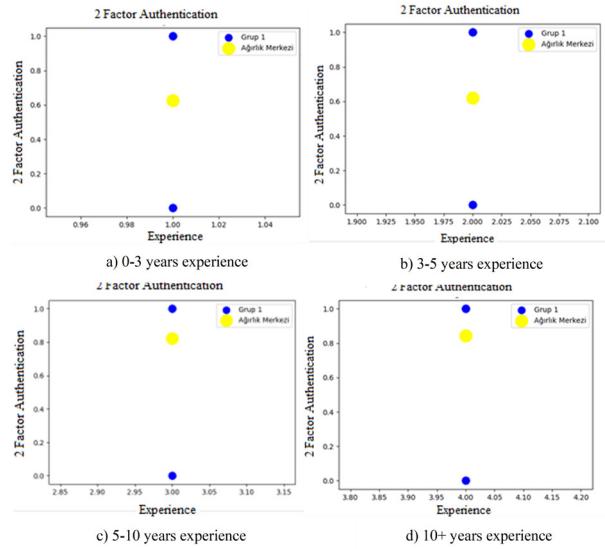 2 Factor Authentication
1.0
0.8
0.6
0.4
0.2
0.0
2 Factor Authentication
Grup 1
Ağırlık Merkezi
0.96 0.98 1.00 1.02 1.04
Experience
a) 0-3 years experience
2 Factor Authentication
1.0
0.8
0.6
0.4
0.2
0.0
2 Factor Authentication
Grup 1
Ağırlık Merkezi
1.900 1.925 1.950 1.975 2.000 2.025 2.050 2.075 2.100
Experience
b) 3-5 years experience
2 Factor Authentication
1.0
0.8
0.6
0.4
0.2
0.0
2 Factor Authentication
Grup 1
Ağırlık Merkezi
2.85 2.90 2.95 3.00 3.05 3.10 3.15
Experience
c) 5-10 years experience
2 Factor Authentication
1.0
0.8
0.6
0.4
0.2
0.0
2 Factor Authentication
Grup 1
Ağırlık Merkezi
3.80 3.85 3.90 3.95 4.00 4.05 4.10 4.15 4.20
Experience
d) 10+ years experience